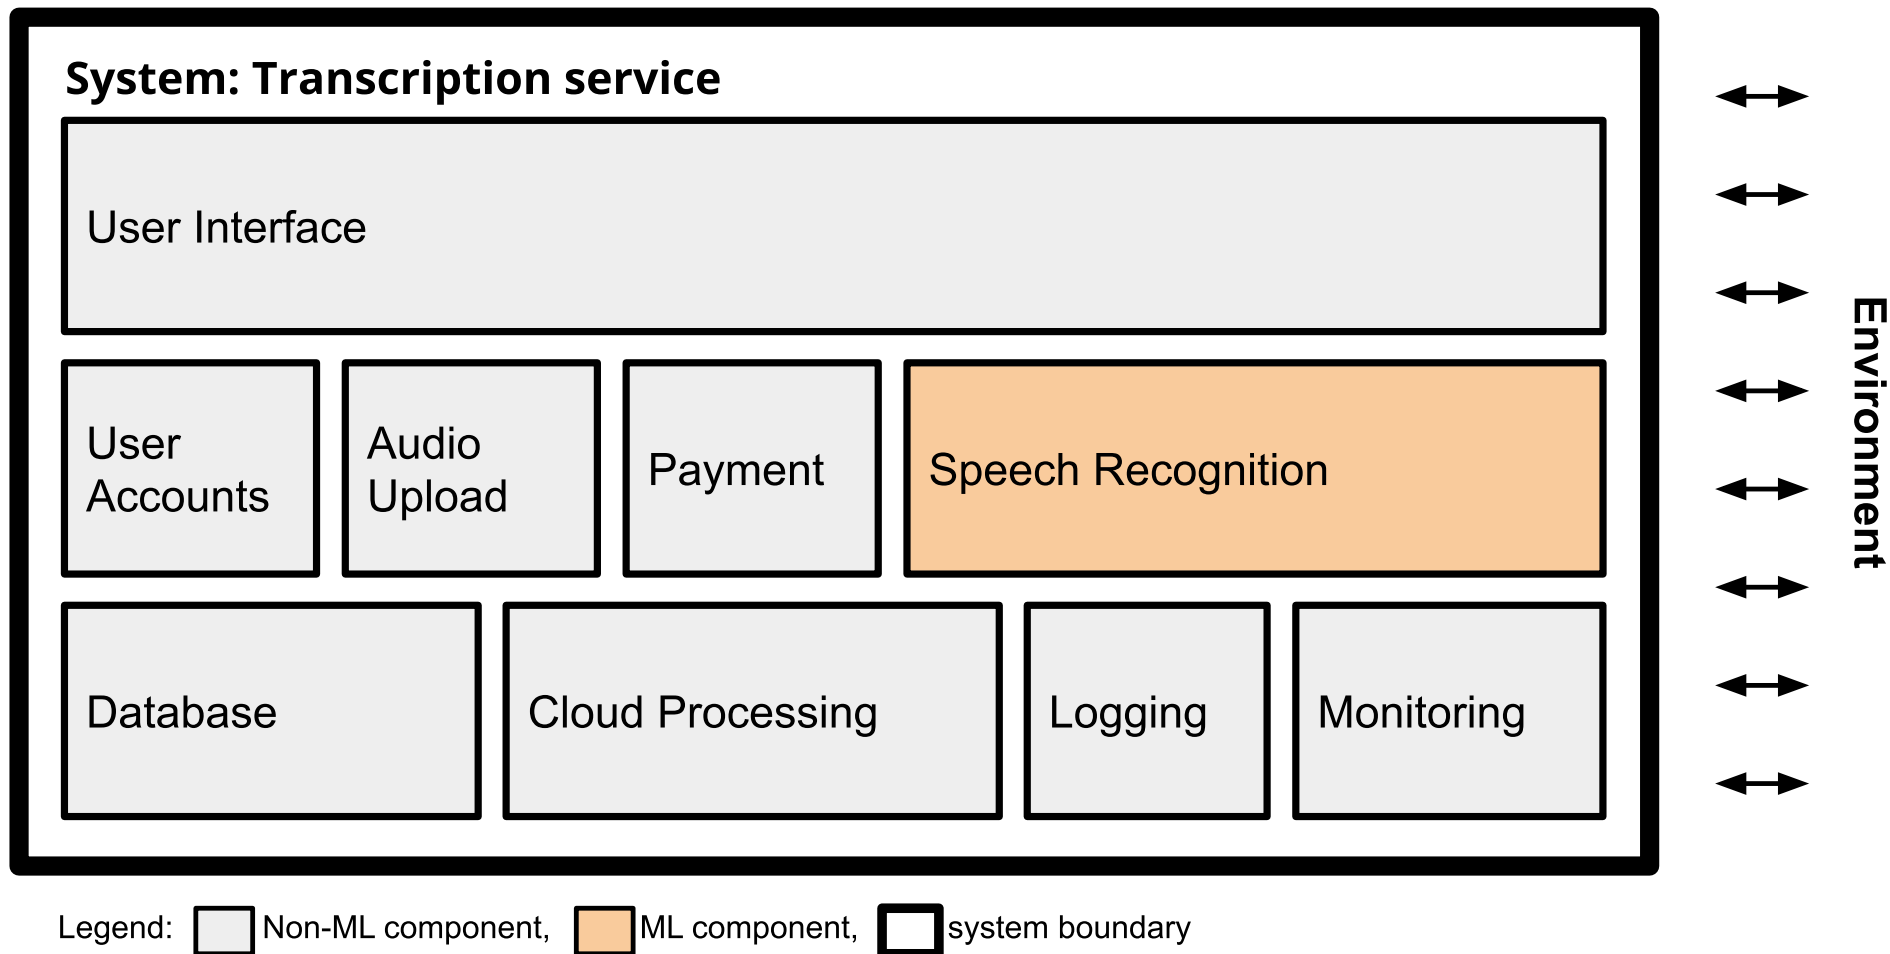 System: Transcription service
User Interface
User
Accounts
Audio
Upload
Payment
Speech Recognition
Database
Cloud Processing
Logging
Monitoring
Environment
Legend: Non-ML component, ML component, system boundary